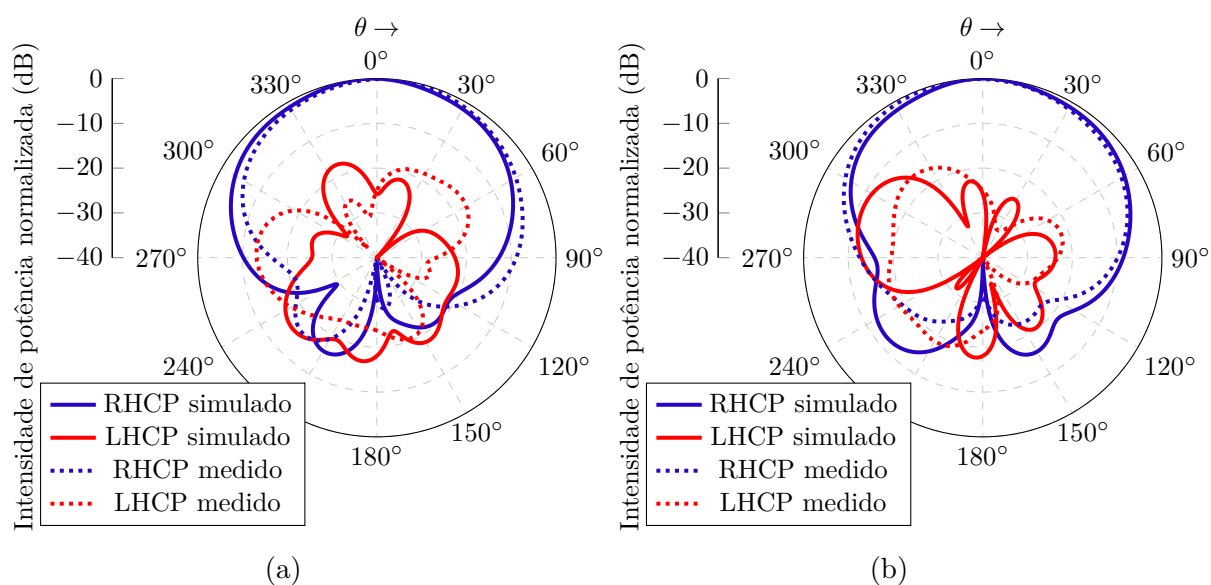 θ →
0°
30°
60°
90°
120°
150°
180°
240°
270°
300°
330°
0
−10
−20
−30
−40
Intensidade de potência normalizada (dB)
RHCP simulado
LHCP simulado
RHCP medido
LHCP medido
(a)
θ →
0°
30°
60°
90°
120°
150°
180°
240°
270°
300°
330°
0
−10
−20
−30
−40
Intensidade de potência normalizada (dB)
RHCP simulado
LHCP simulado
RHCP medido
LHCP medido
(b)